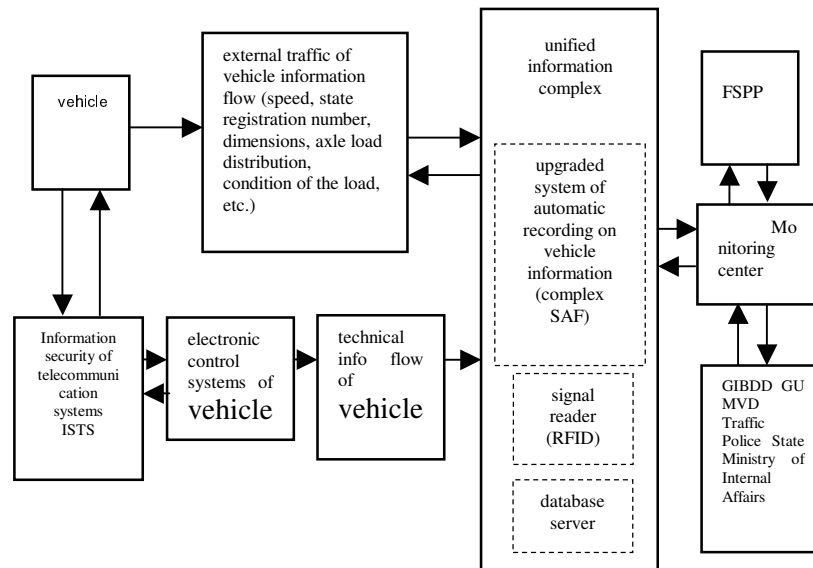 vehicle
external traffic of
vehicle information
flow (speed, state
registration number,
dimensions, axle load
distribution,
condition of the load,
etc.)
unified
information
complex
upgraded
system of
automatic
recording on
vehicle
information
(complex
SAF)
signal
reader
(RFID)
database
server
FSPP
Mo
nitoring
center
GIBDD GU
MVD
Traffic
Police State
Ministry of
Internal
Affairs
Information
security of
telecommuni
cation
systems
ISTS
electronic
control
systems of
vehicle
technical
info flow
of
vehicle